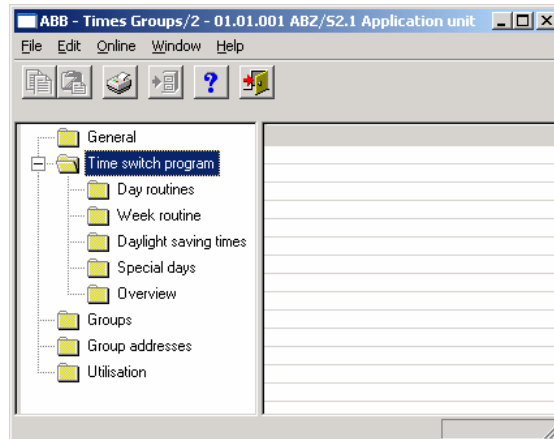 ABB - Times Groups/2 - 01.01.001 ABZ/S2.1 Application unit
File Edit Online Window Help
General
Time switch program
Day routines
Week routine
Daylight saving times
Special days
Overview
Groups
Group addresses
Utilisation